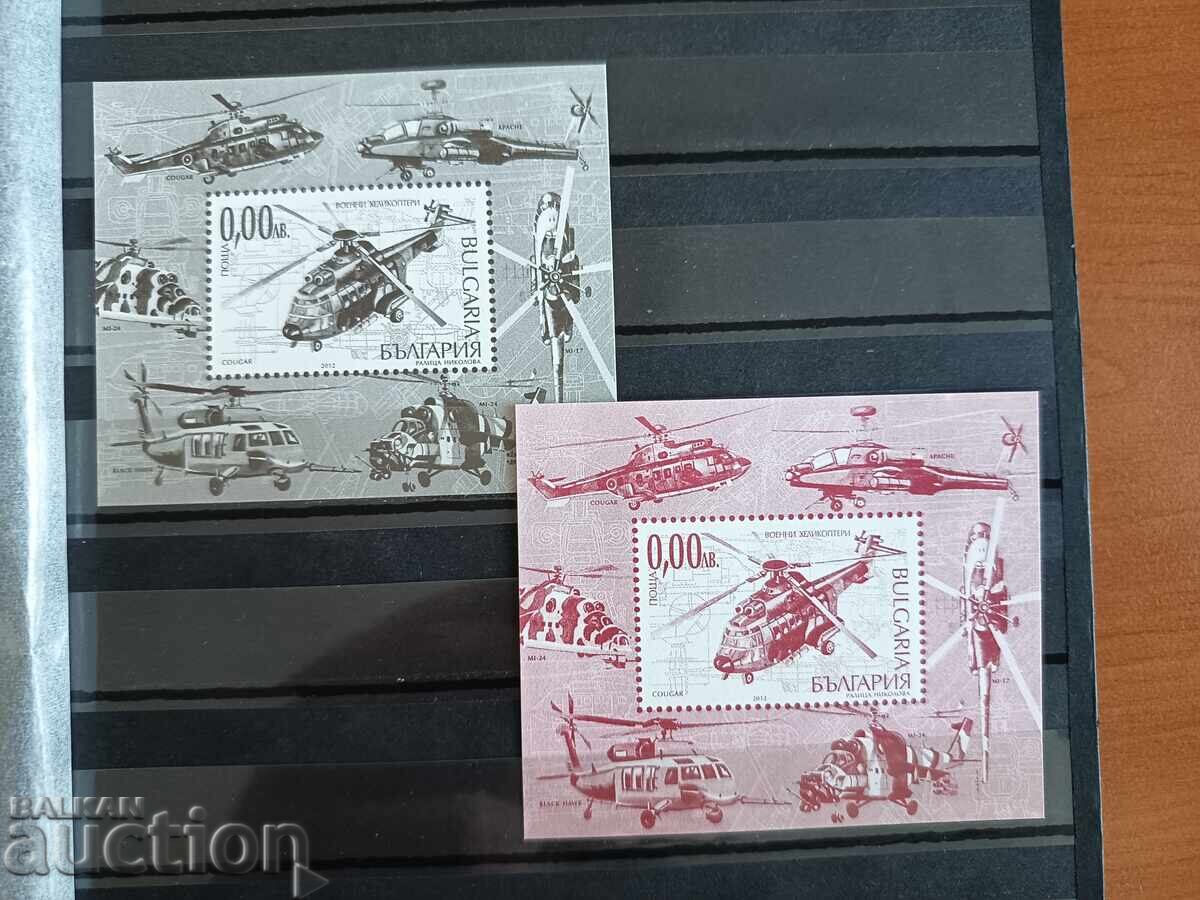 COUGAR
APACHE
0,00ЛВ.
ВОЕННИ ХЕЛИКОПТЕРИ
ПОЩА
BULGARIA
MI-24
MI-17
БЪЛГАРИЯ
COUGAR
2012
РАЛИЦА НИКОЛОВА
MI-24
BLACK HAWK
COUGAR
APACHE
0,00ЛВ.
ВОЕННИ ХЕЛИКОПТЕРИ
ПОЩА
BULGARIA
MI-24
MI-17
БЪЛГАРИЯ
COUGAR
2012
РАЛИЦА НИКОЛОВА
MI-24
BLACK HAWK
BALKAN
auction